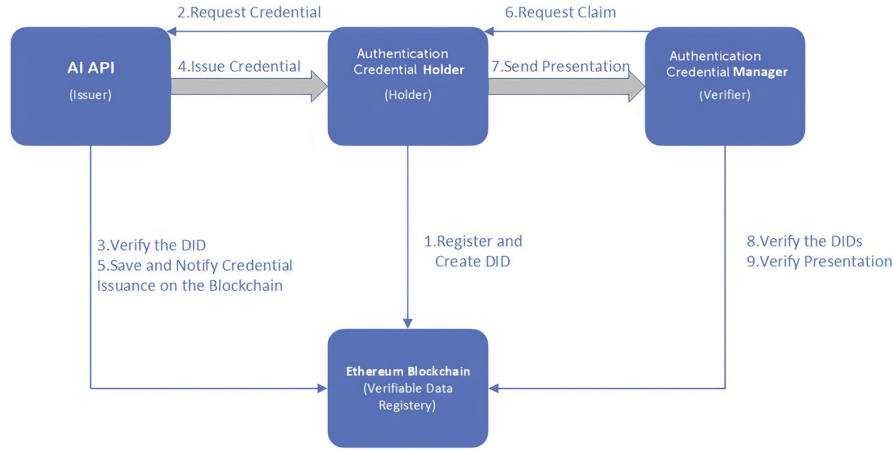 2.Request Credential
6.Request Claim
AI API
(Issuer)
4.Issue Credential
Authentication
Credential Holder
(Holder)
7.Send Presentation
Authentication
Credential Manager
(Verifier)
3.Verify the DID
5.Save and Notify Credential
Issuance on the Blockchain
1.Register and
Create DID
8.Verify the DIDs
9.Verify Presentation
Ethereum Blockchain
(Verifiable Data
Registery)